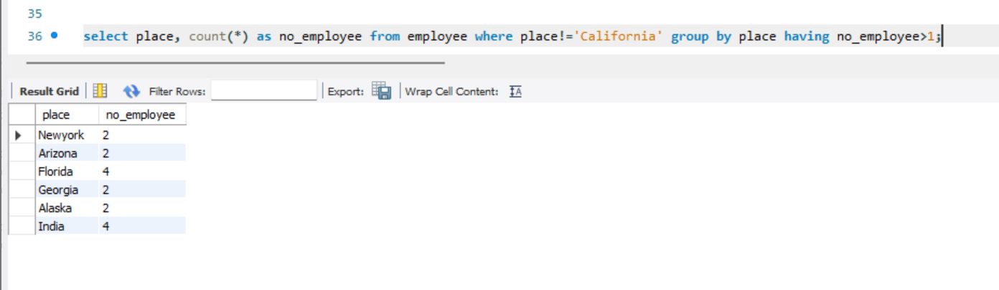 35
36 select place, count(*) as no_employee from employee where place!='California' group by place having no_employee>1;
Result Grid Filter Rows: Export: Wrap Cell Content: IA
place no_employee
Newyork 2
Arizona 2
Florida 4
Georgia 2
Alaska 2
India 4